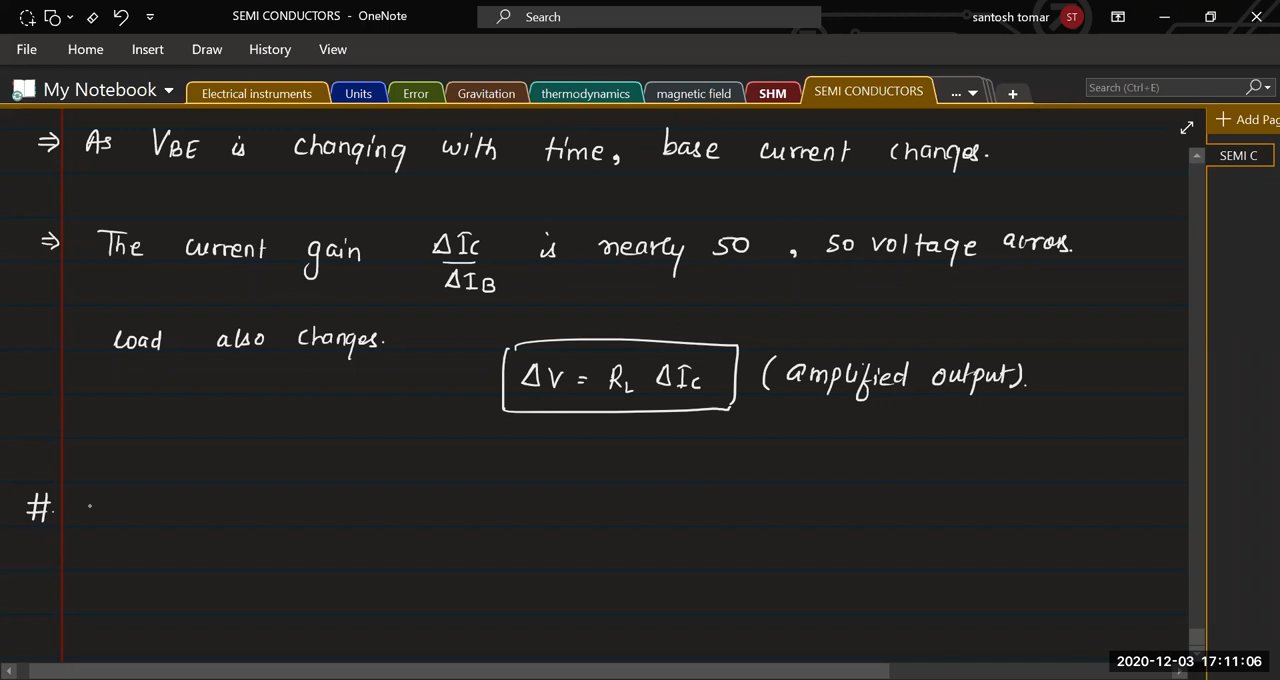 SEMI CONDUCTORS - OneNote
Search
santosh tomar
ST
File Home Insert Draw History View
My Notebook
Electrical instruments
Units
Error
Gravitation
thermodynamics
magnetic field
SHM
SEMI CONDUCTORS
...
Search (Ctrl+E)
Add Pag
SEMI C
⇒ As VBE is changing with time, base current changes.
⇒ The current gain ΔIc/ΔIB is nearly 50, so voltage across
load also changes.
ΔV = RL ΔIc (amplified output).
#.
2020-12-03 17:11:06